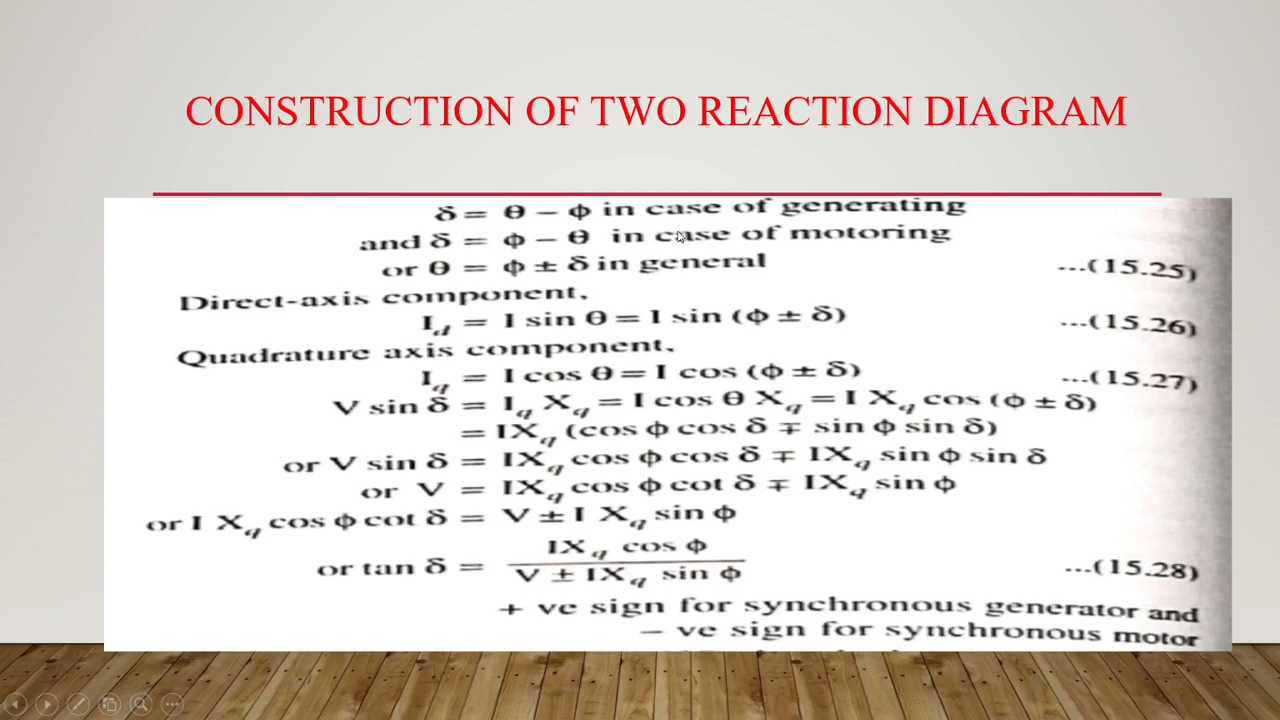 CONSTRUCTION OF TWO REACTION DIAGRAM
δ = θ − ϕ in case of generating
and δ = ϕ − θ in case of motoring
or θ = ϕ ± δ in general ...(15.25)
Direct-axis component,
I_d = I sin θ = I sin (ϕ ± δ) ...(15.26)
Quadrature axis component,
I_q = I cos θ = I cos (ϕ ± δ) ...(15.27)
V sin δ = I_q X_q = I cos θ X_q = I X_q cos (ϕ ± δ)
= IX_q (cos ϕ cos δ ∓ sin ϕ sin δ)
or V sin δ = IX_q cos ϕ cos δ ∓ IX_q sin ϕ sin δ
or V = IX_q cos ϕ cot δ ∓ IX_q sin ϕ
or I X_q cos ϕ cot δ = V ± I X_q sin ϕ
or tan δ = IX_q cos ϕ / V ± IX_q sin ϕ ...(15.28)
+ ve sign for synchronous generator and
− ve sign for synchronous motor